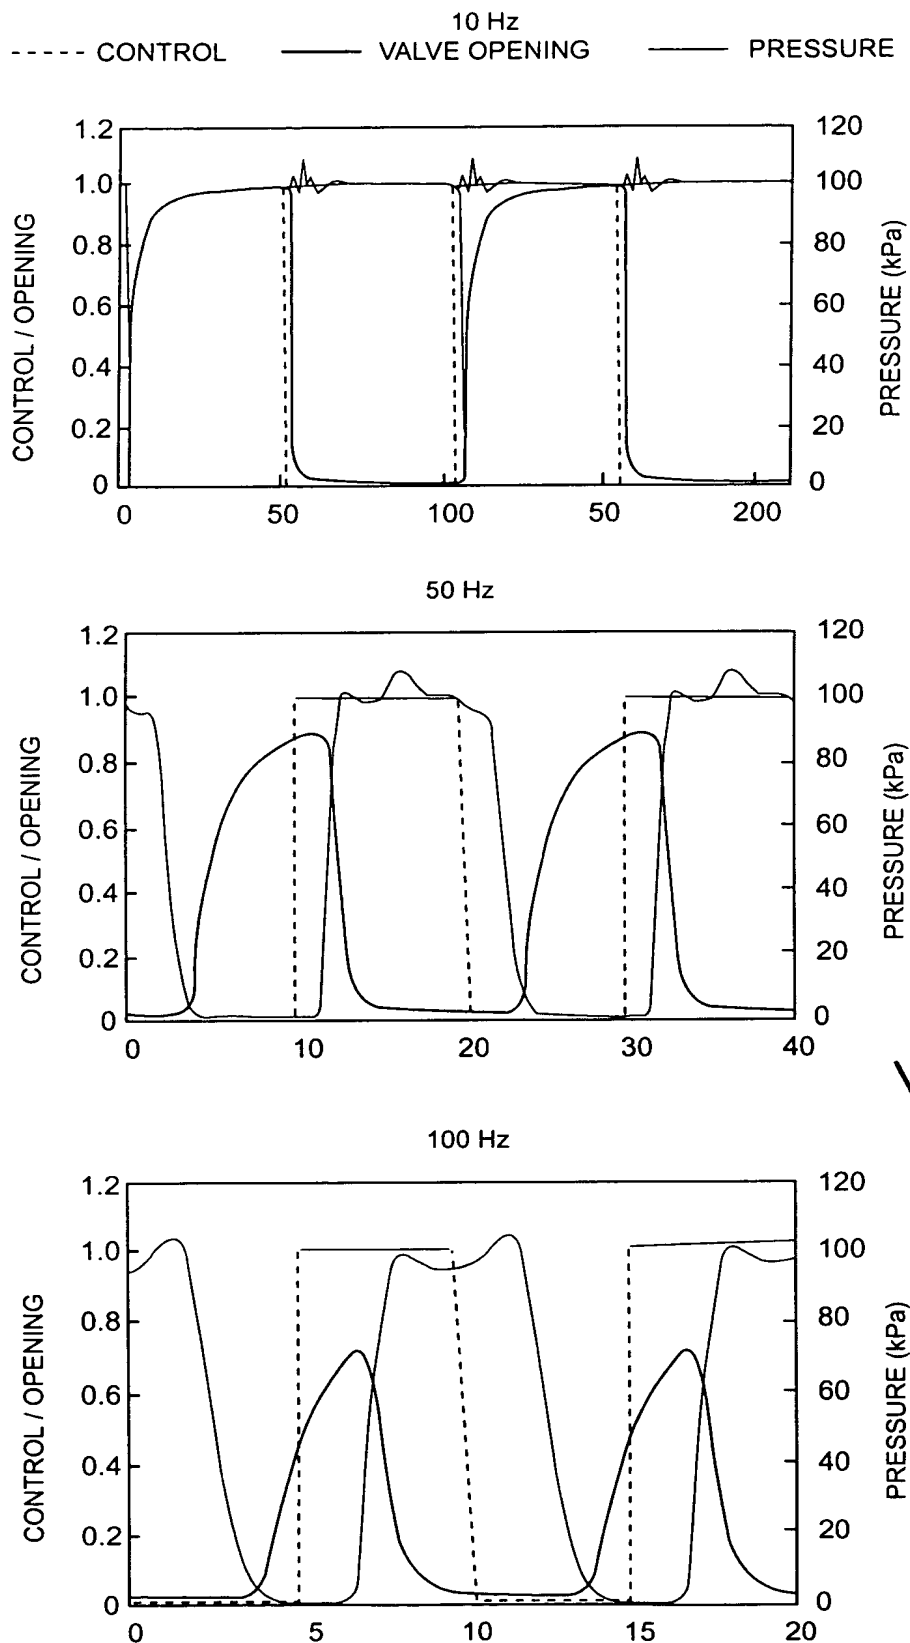 10 Hz
CONTROL VALVE OPENING PRESSURE
1.2 120
1.0 100
0.8 80
0.6 60
0.4 40
0.2 20
0 0
CONTROL / OPENING
PRESSURE (kPa)
0 50 100 50 200
50 Hz
1.2 120
1.0 100
0.8 80
0.6 60
0.4 40
0.2 20
0 0
CONTROL / OPENING
PRESSURE (kPa)
0 10 20 30 40
100 Hz
1.2 120
1.0 100
0.8 80
0.6 60
0.4 40
0.2 20
0 0
CONTROL / OPENING
PRESSURE (kPa)
0 5 10 15 20